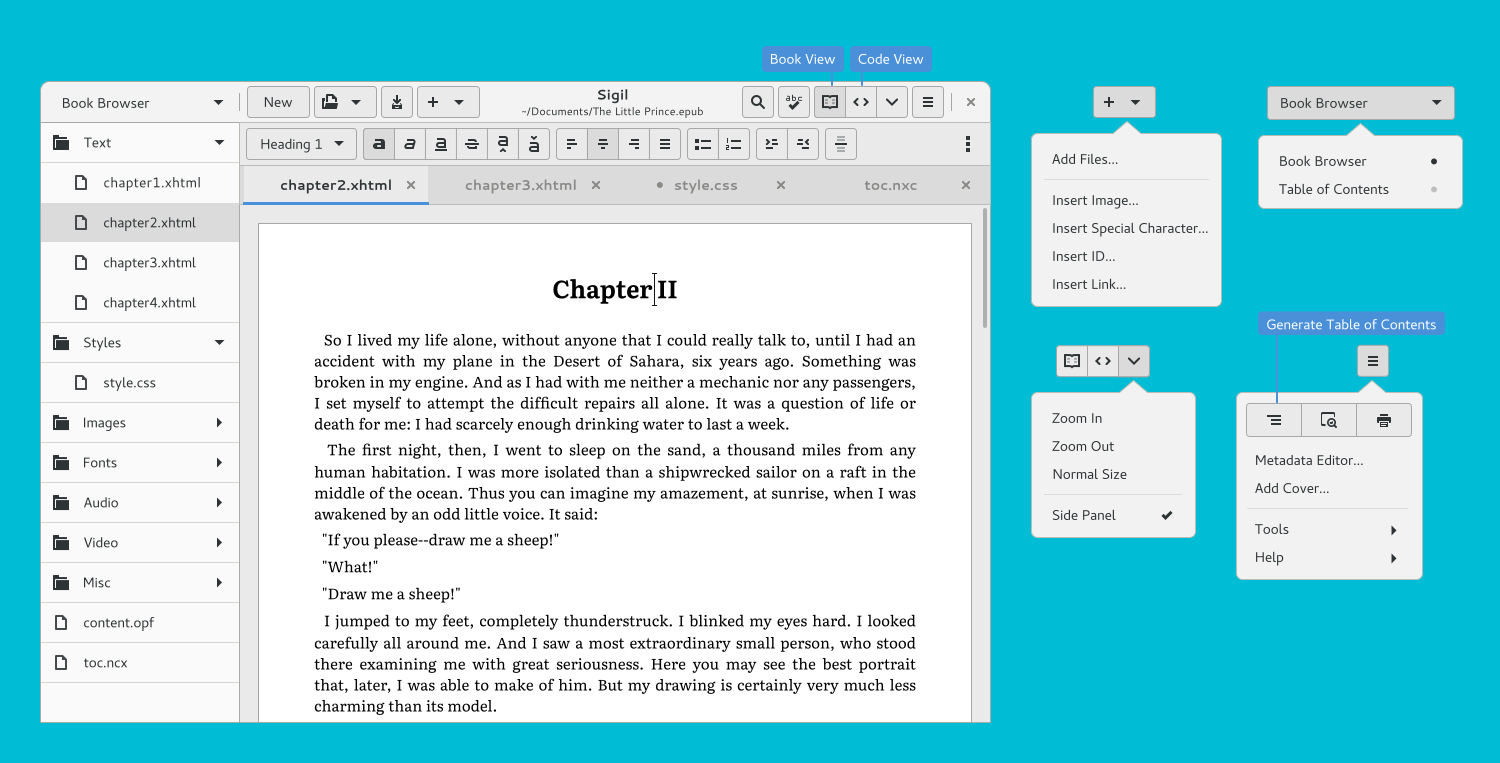 Book View
Code View
Book Browser
New
Sigil
~/Documents/The Little Prince.epub
abc
Text
chapter1.xhtml
chapter2.xhtml
chapter3.xhtml
chapter4.xhtml
Styles
style.css
Images
Fonts
Audio
Video
Misc
content.opf
toc.ncx
Heading 1
a a a a a a
chapter2.xhtml
chapter3.xhtml
style.css
toc.nxc
Chapter II
So I lived my life alone, without anyone that I could really talk to, until I had an
accident with my plane in the Desert of Sahara, six years ago. Something was
broken in my engine. And as I had with me neither a mechanic nor any passengers,
I set myself to attempt the difficult repairs all alone. It was a question of life or
death for me: I had scarcely enough drinking water to last a week.
The first night, then, I went to sleep on the sand, a thousand miles from any
human habitation. I was more isolated than a shipwrecked sailor on a raft in the
middle of the ocean. Thus you can imagine my amazement, at sunrise, when I was
awakened by an odd little voice. It said:
"If you please--draw me a sheep!"
"What!"
"Draw me a sheep!"
I jumped to my feet, completely thunderstruck. I blinked my eyes hard. I looked
carefully all around me. And I saw a most extraordinary small person, who stood
there examining me with great seriousness. Here you may see the best portrait
that, later, I was able to make of him. But my drawing is certainly very much less
charming than its model.
Add Files...
Insert Image...
Insert Special Character...
Insert ID...
Insert Link...
Book Browser
Book Browser
Table of Contents
Zoom In
Zoom Out
Normal Size
Side Panel
Generate Table of Contents
Metadata Editor...
Add Cover...
Tools
Help